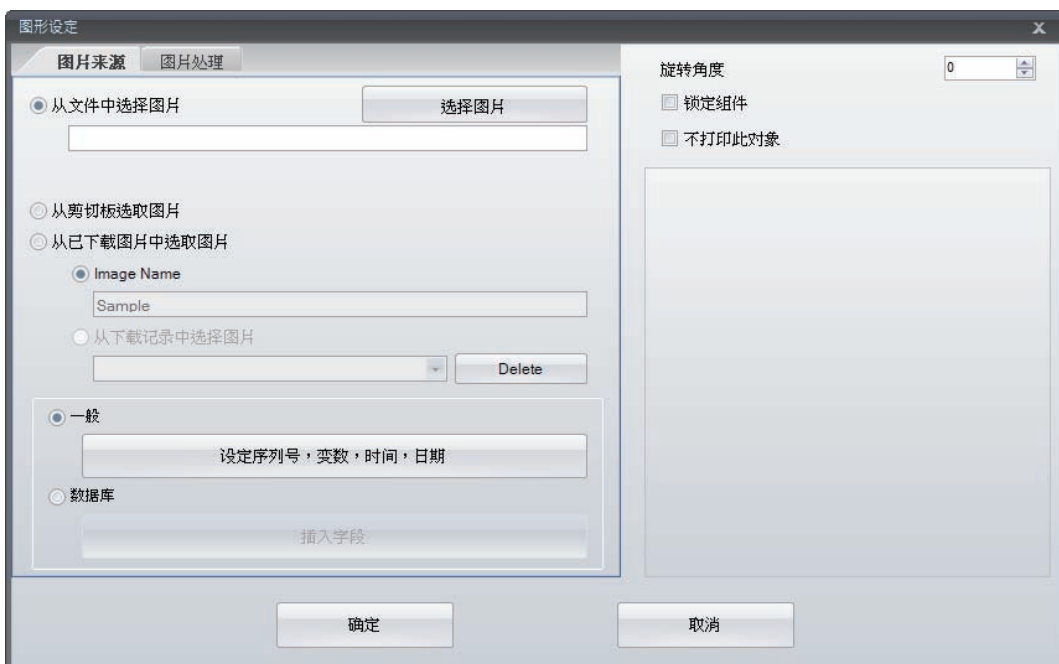 图形设定
图片来源 图片处理
从文件中选择图片 选择图片
从剪切板选取图片
从已下载图片中选取图片
Image Name
Sample
从下载记录中选择图片
Delete
一般
设定序列号，变数，时间，日期
数据库
插入字段
旋转角度 0
锁定组件
不打印此对象
确定 取消